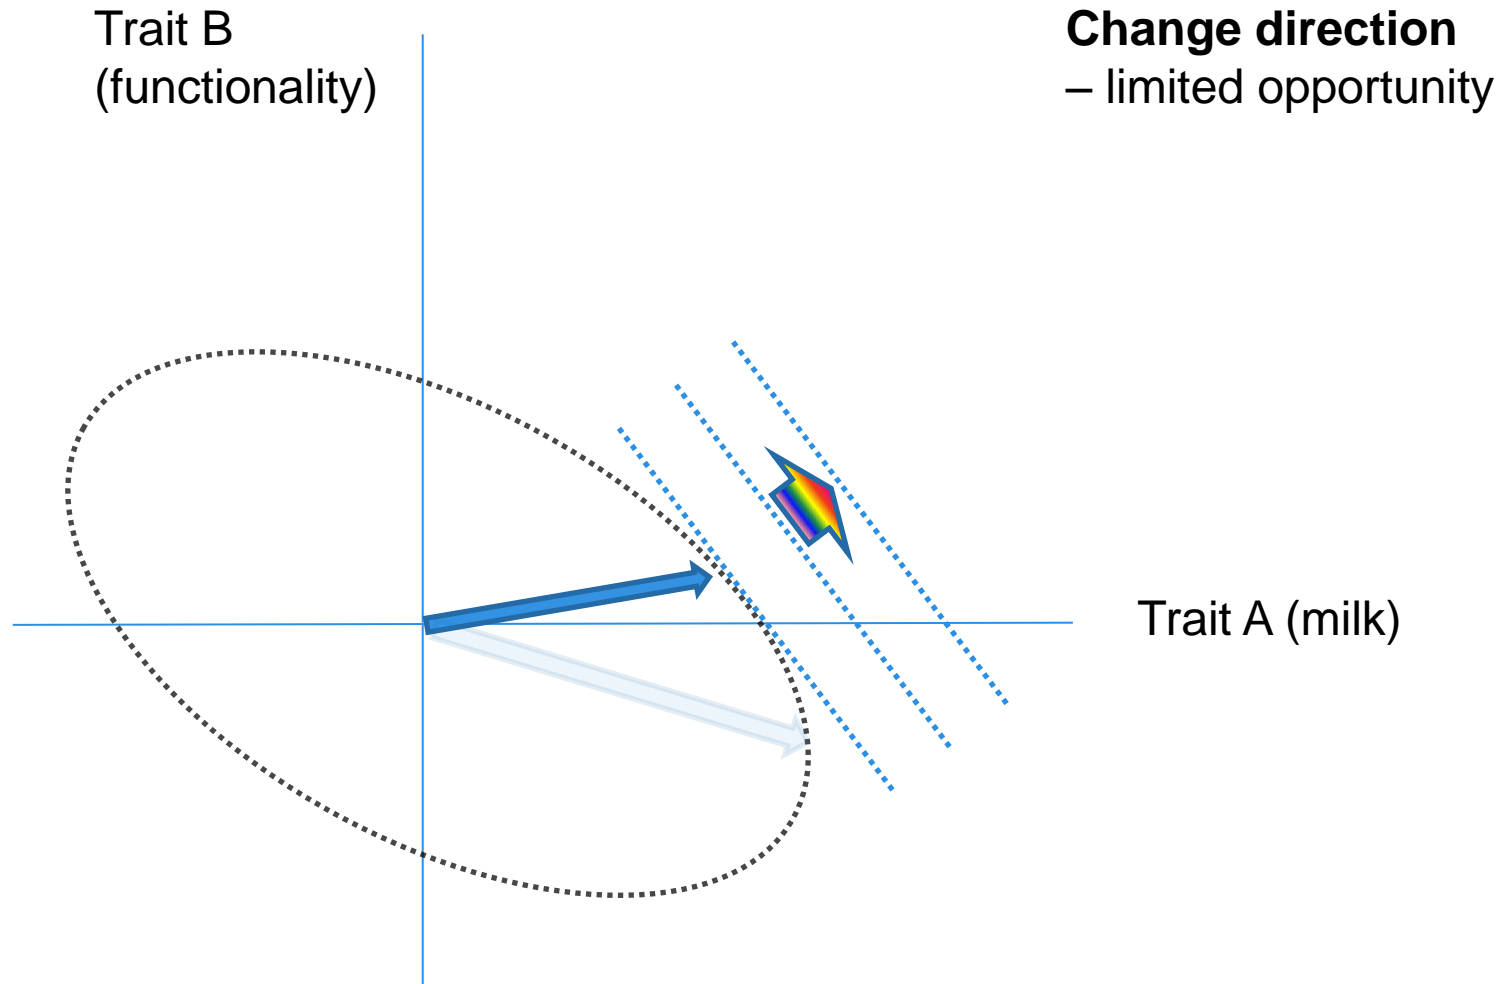 Trait B
(functionality)
Change direction
– limited opportunity
Trait A (milk)